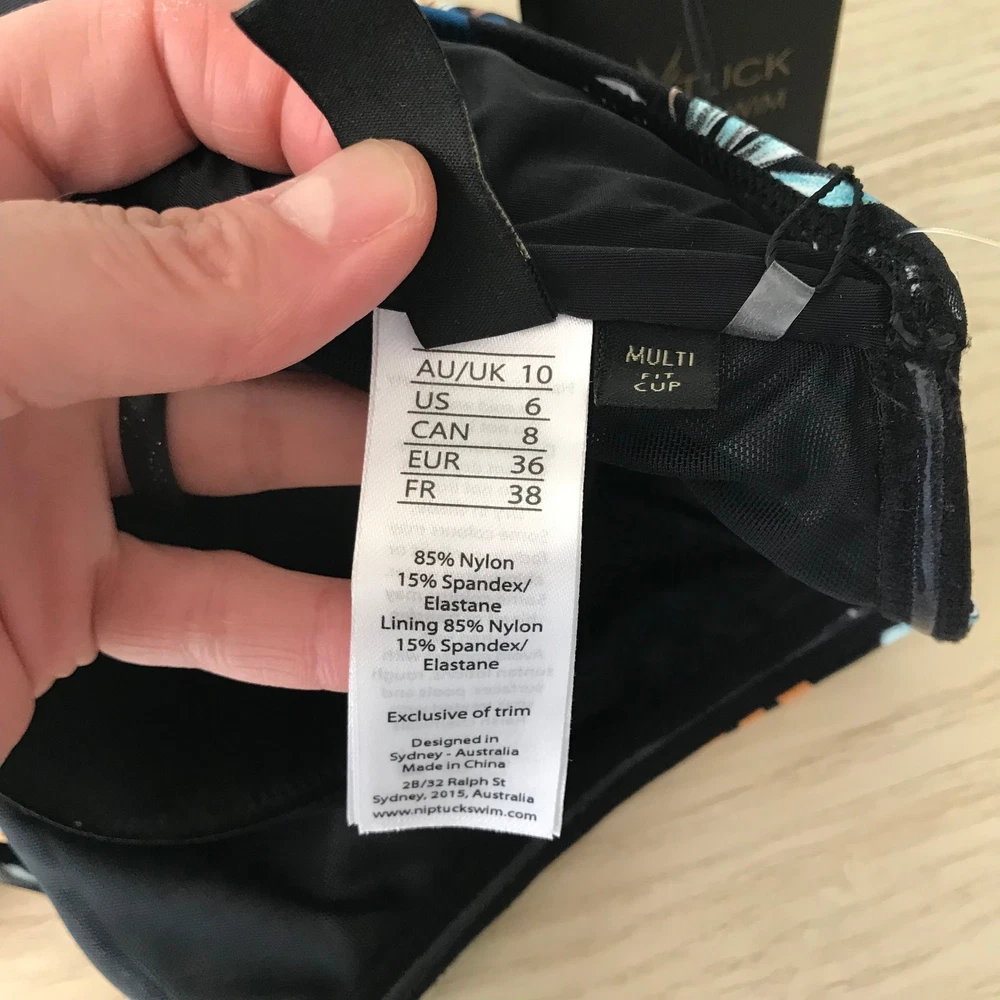 TUCK
SWIM
MULTI
FIT
CUP
AU/UK 10
US 6
CAN 8
EUR 36
FR 38
85% Nylon
15% Spandex/
Elastane
Lining 85% Nylon
15% Spandex/
Elastane
Exclusive of trim
Designed in
Sydney - Australia
Made in China
2B/32 Ralph St
Sydney, 2015, Australia
www.niptuckswim.com